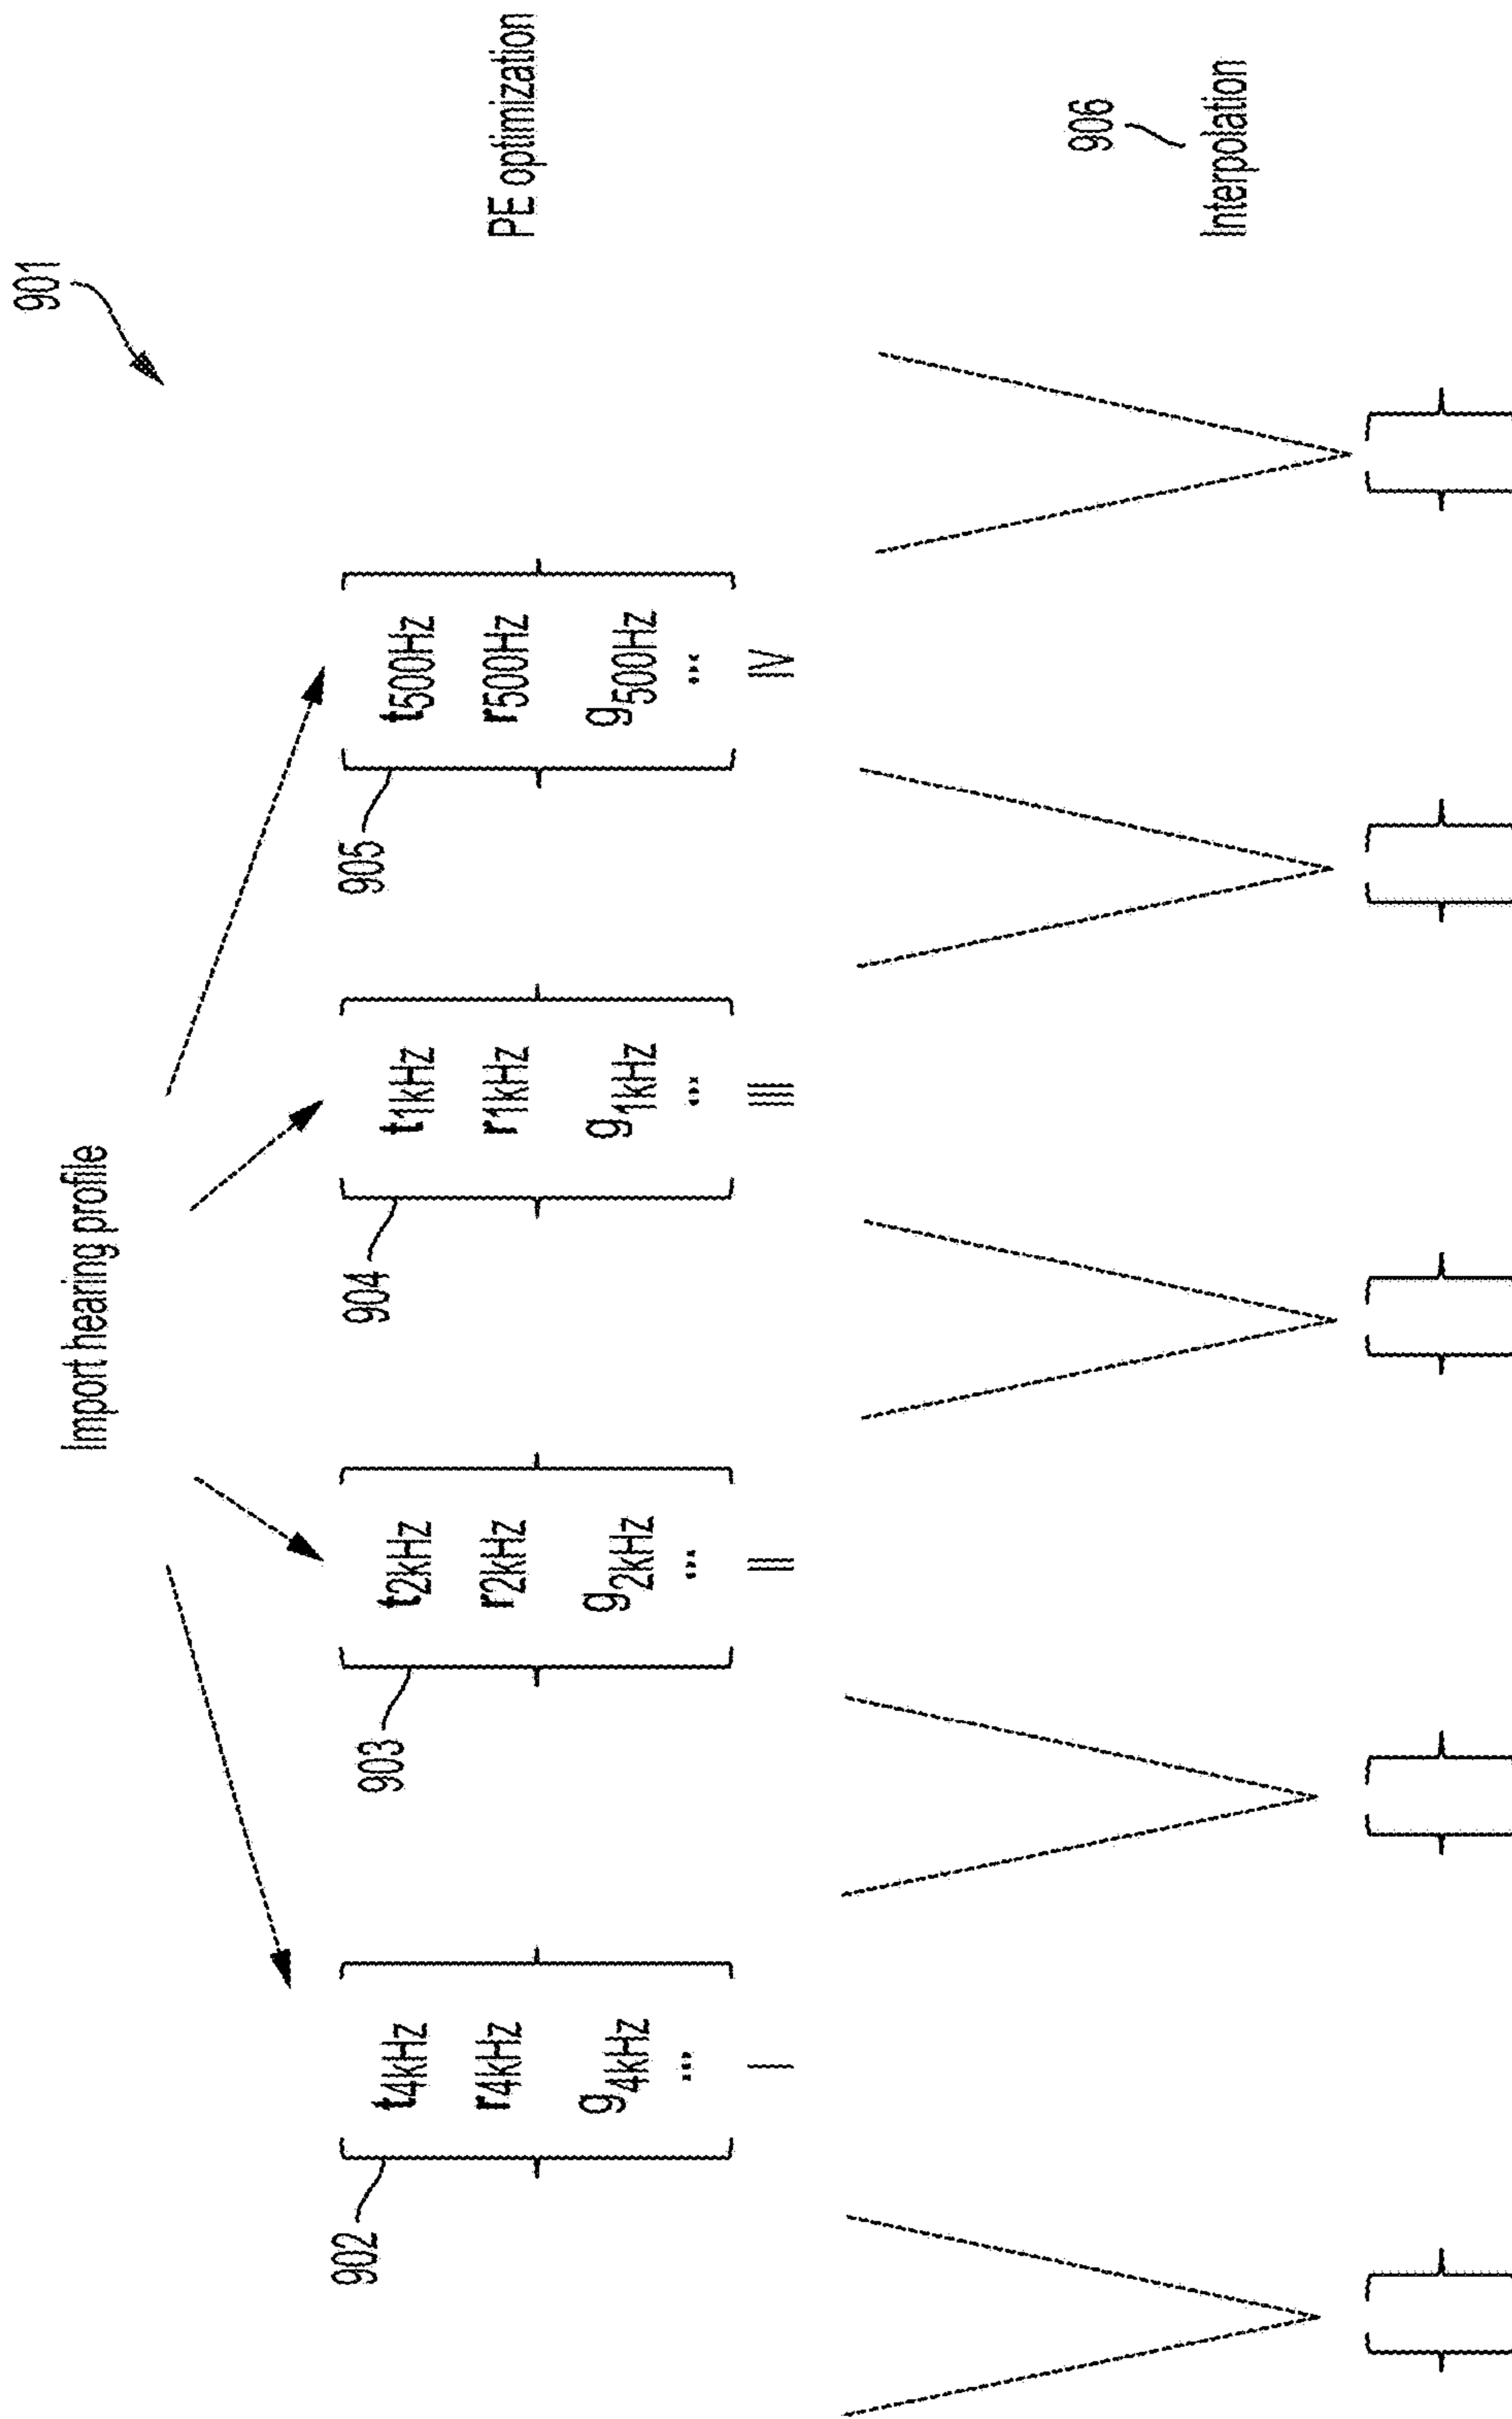 901
Import hearing profile
902
t4kHz
r4kHz
g4kHz
...
I
903
t2kHz
r2kHz
g2kHz
...
II
904
t1kHz
r1kHz
g1kHz
...
III
905
t500Hz
r500Hz
g500Hz
...
IV
PE optimization
906
Interpolation